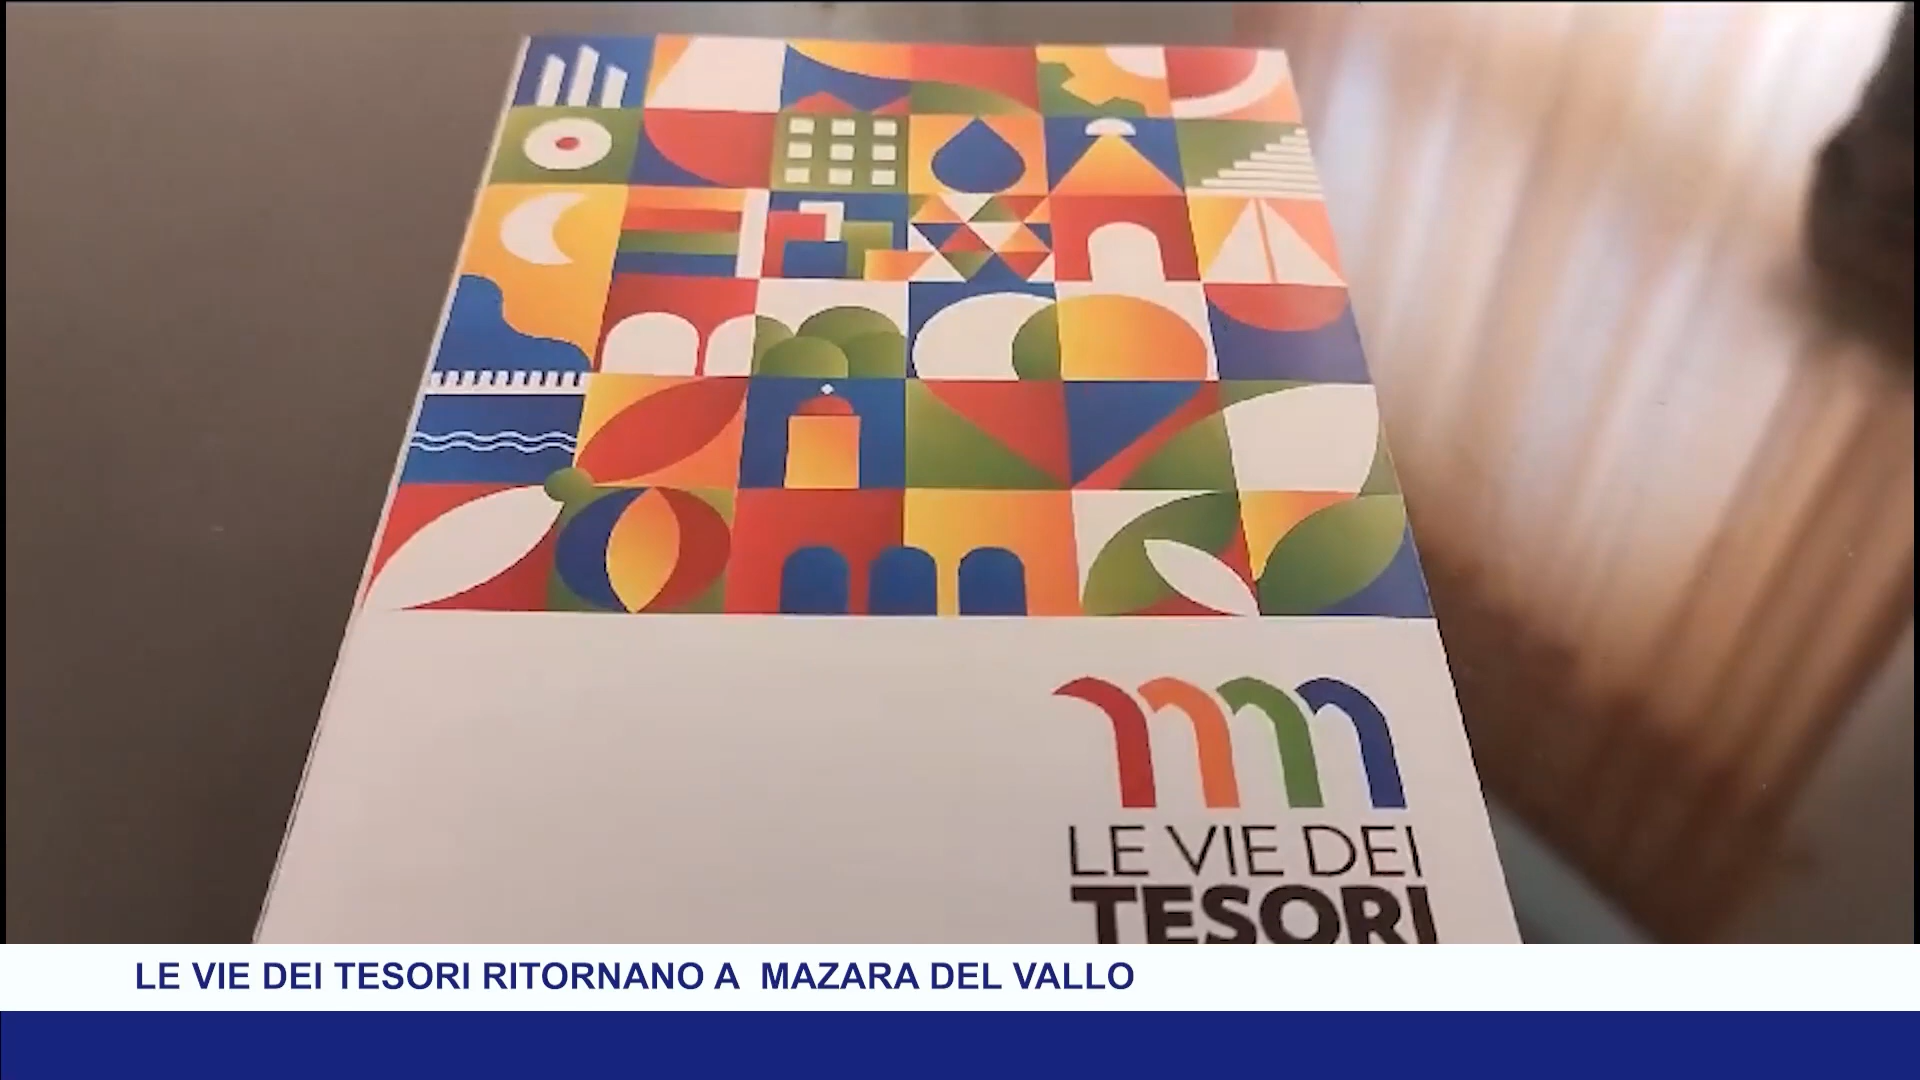 LE VIE DEI
TESORI
LE VIE DEI TESORI RITORNANO A  MAZARA DEL VALLO